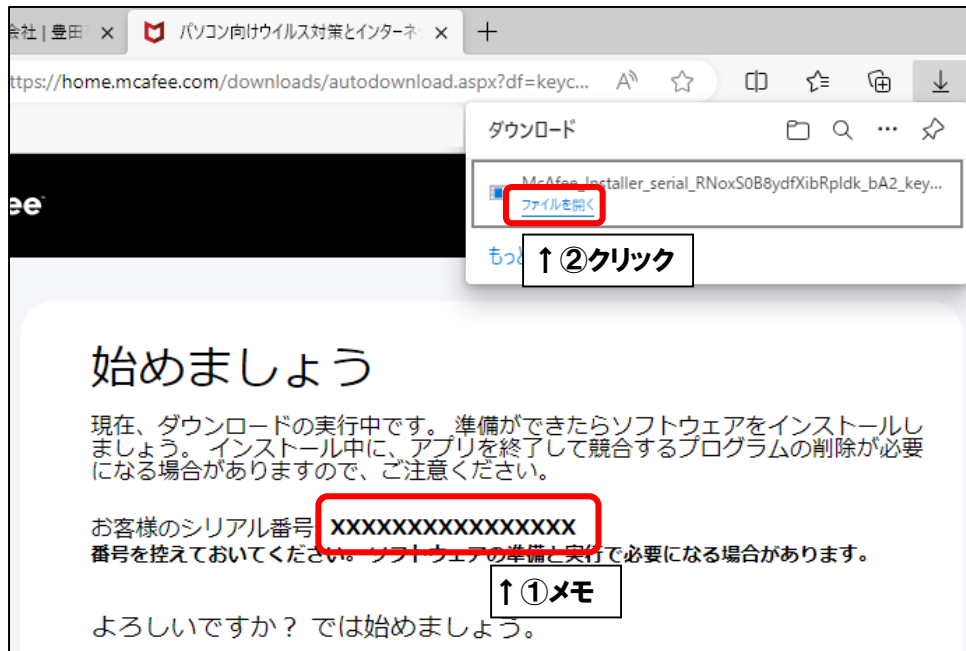 会社 | 豊田
パソコン向けウイルス対策とインターネ
ttps://home.mcafee.com/downloads/autodownload.aspx?df=keyc...
ダウンロード
McAfee_Installer_serial_RNoxS0B8ydfXibRpldk_bA2_key...
ファイルを開く
もっ
↑②クリック
ee
始めましょう
現在、ダウンロードの実行中です。 準備ができたらソフトウェアをインストールし
ましょう。 インストール中に、アプリを終了して競合するプログラムの削除が必要
になる場合がありますので、ご注意ください。
お客様のシリアル番号 XXXXXXXXXXXXXXXX
番号を控えておいてください。 ソフトウェアの準備と実行で必要になる場合があります。
↑①メモ
よろしいですか？ では始めましょう。